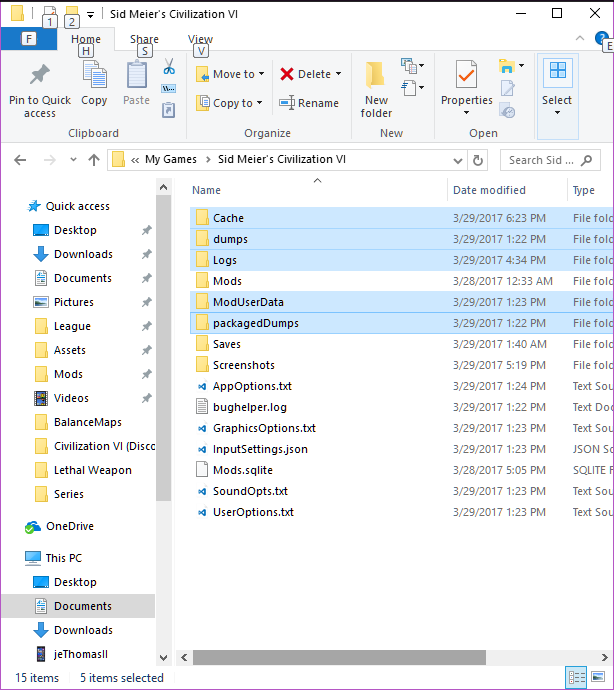 1 2 Sid Meier's Civilization VI
F Home Share View E
H S V
Pin to Quick access
Copy
Paste
Clipboard
Move to
Copy to
Delete
Rename
Organize
New folder
New
Properties
Open
Select
« My Games > Sid Meier's Civilization VI
Search Sid ...
Name Date modified Type
Quick access
Desktop
Downloads
Documents
Pictures
League
Assets
Mods
Videos
BalanceMaps
Civilization VI (Disco
Lethal Weapon
Series
OneDrive
This PC
Desktop
Documents
Downloads
jeThomasII
Cache 3/29/2017 6:23 PM File fold
dumps 3/29/2017 1:22 PM File fold
Logs 3/29/2017 4:34 PM File fold
Mods 3/28/2017 12:33 AM File fold
ModUserData 3/29/2017 1:23 PM File fold
packagedDumps 3/29/2017 1:22 PM File fold
Saves 3/29/2017 1:40 AM File fold
Screenshots 3/29/2017 5:19 PM File fold
AppOptions.txt 3/29/2017 1:24 PM Text Sou
bughelper.log 3/29/2017 1:22 PM Text Doc
GraphicsOptions.txt 3/29/2017 1:23 PM Text Sou
InputSettings.json 3/29/2017 1:23 PM JSON So
Mods.sqlite 3/28/2017 5:05 PM SQLITE F
SoundOpts.txt 3/29/2017 1:23 PM Text Sou
UserOptions.txt 3/29/2017 1:23 PM Text Sou
15 items 5 items selected